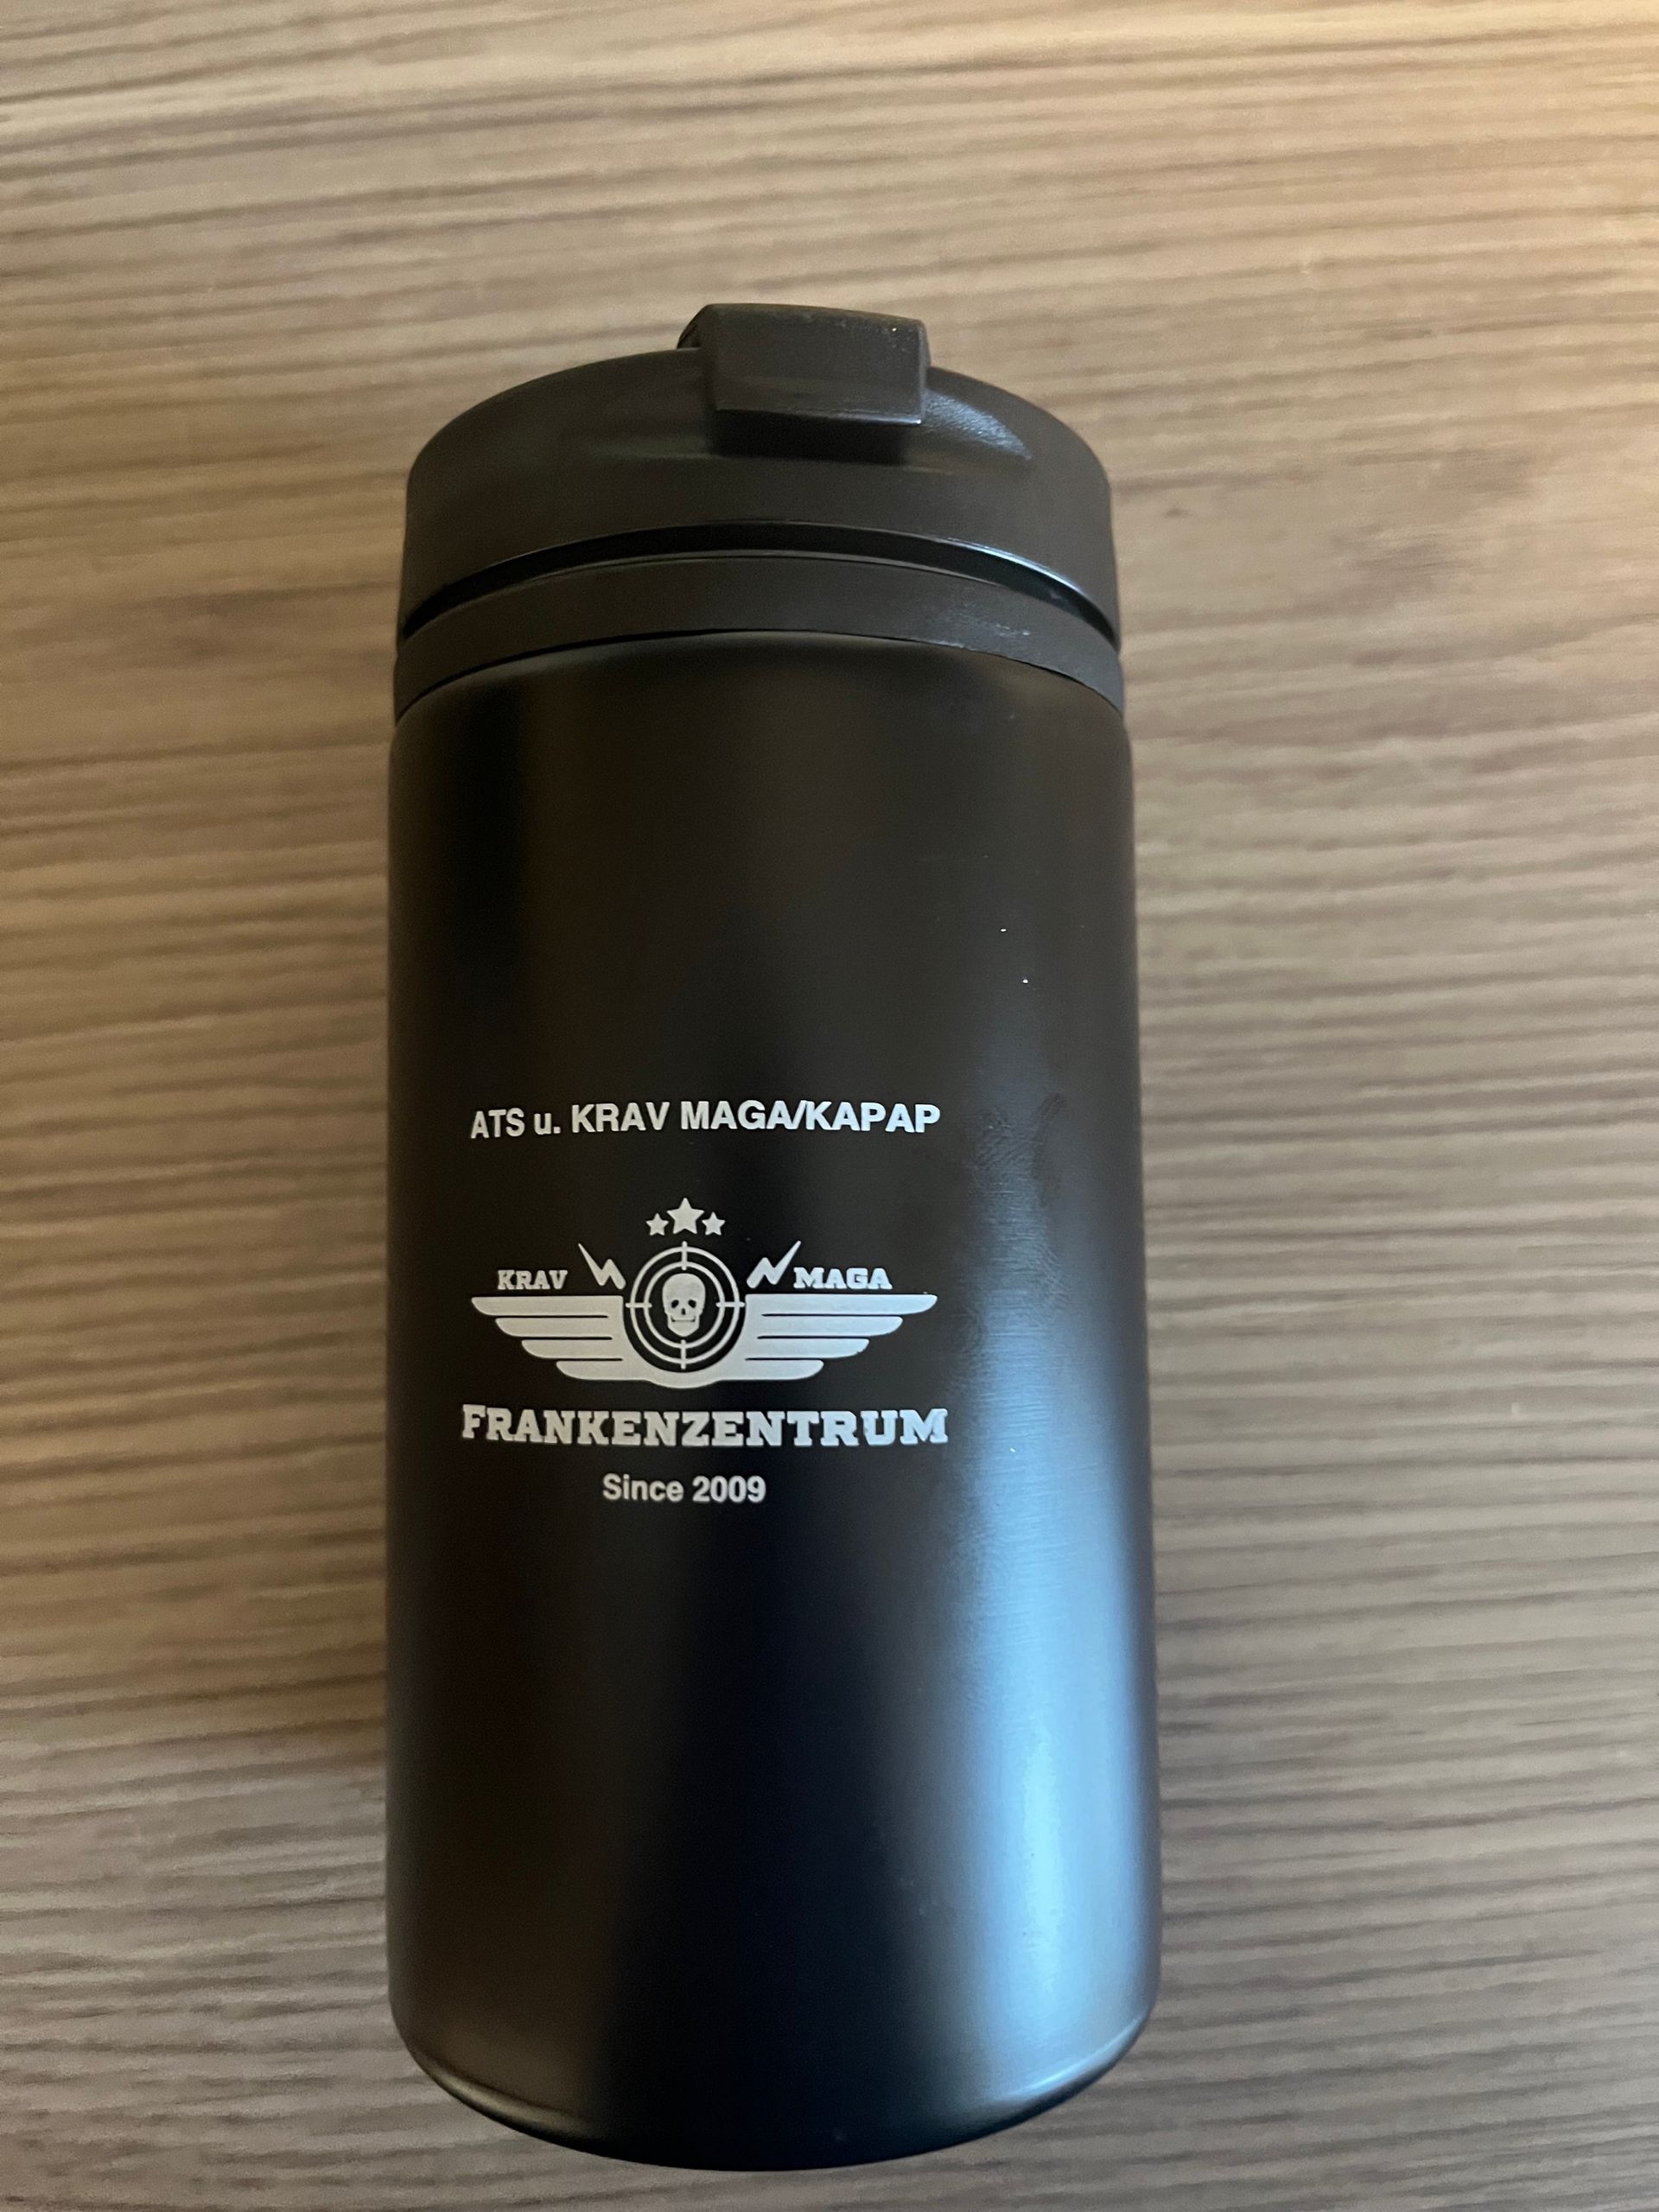 ATS u. KRAV MAGA/KAPAP
KRAV MAGA
FRANKENZENTRUM
Since 2009